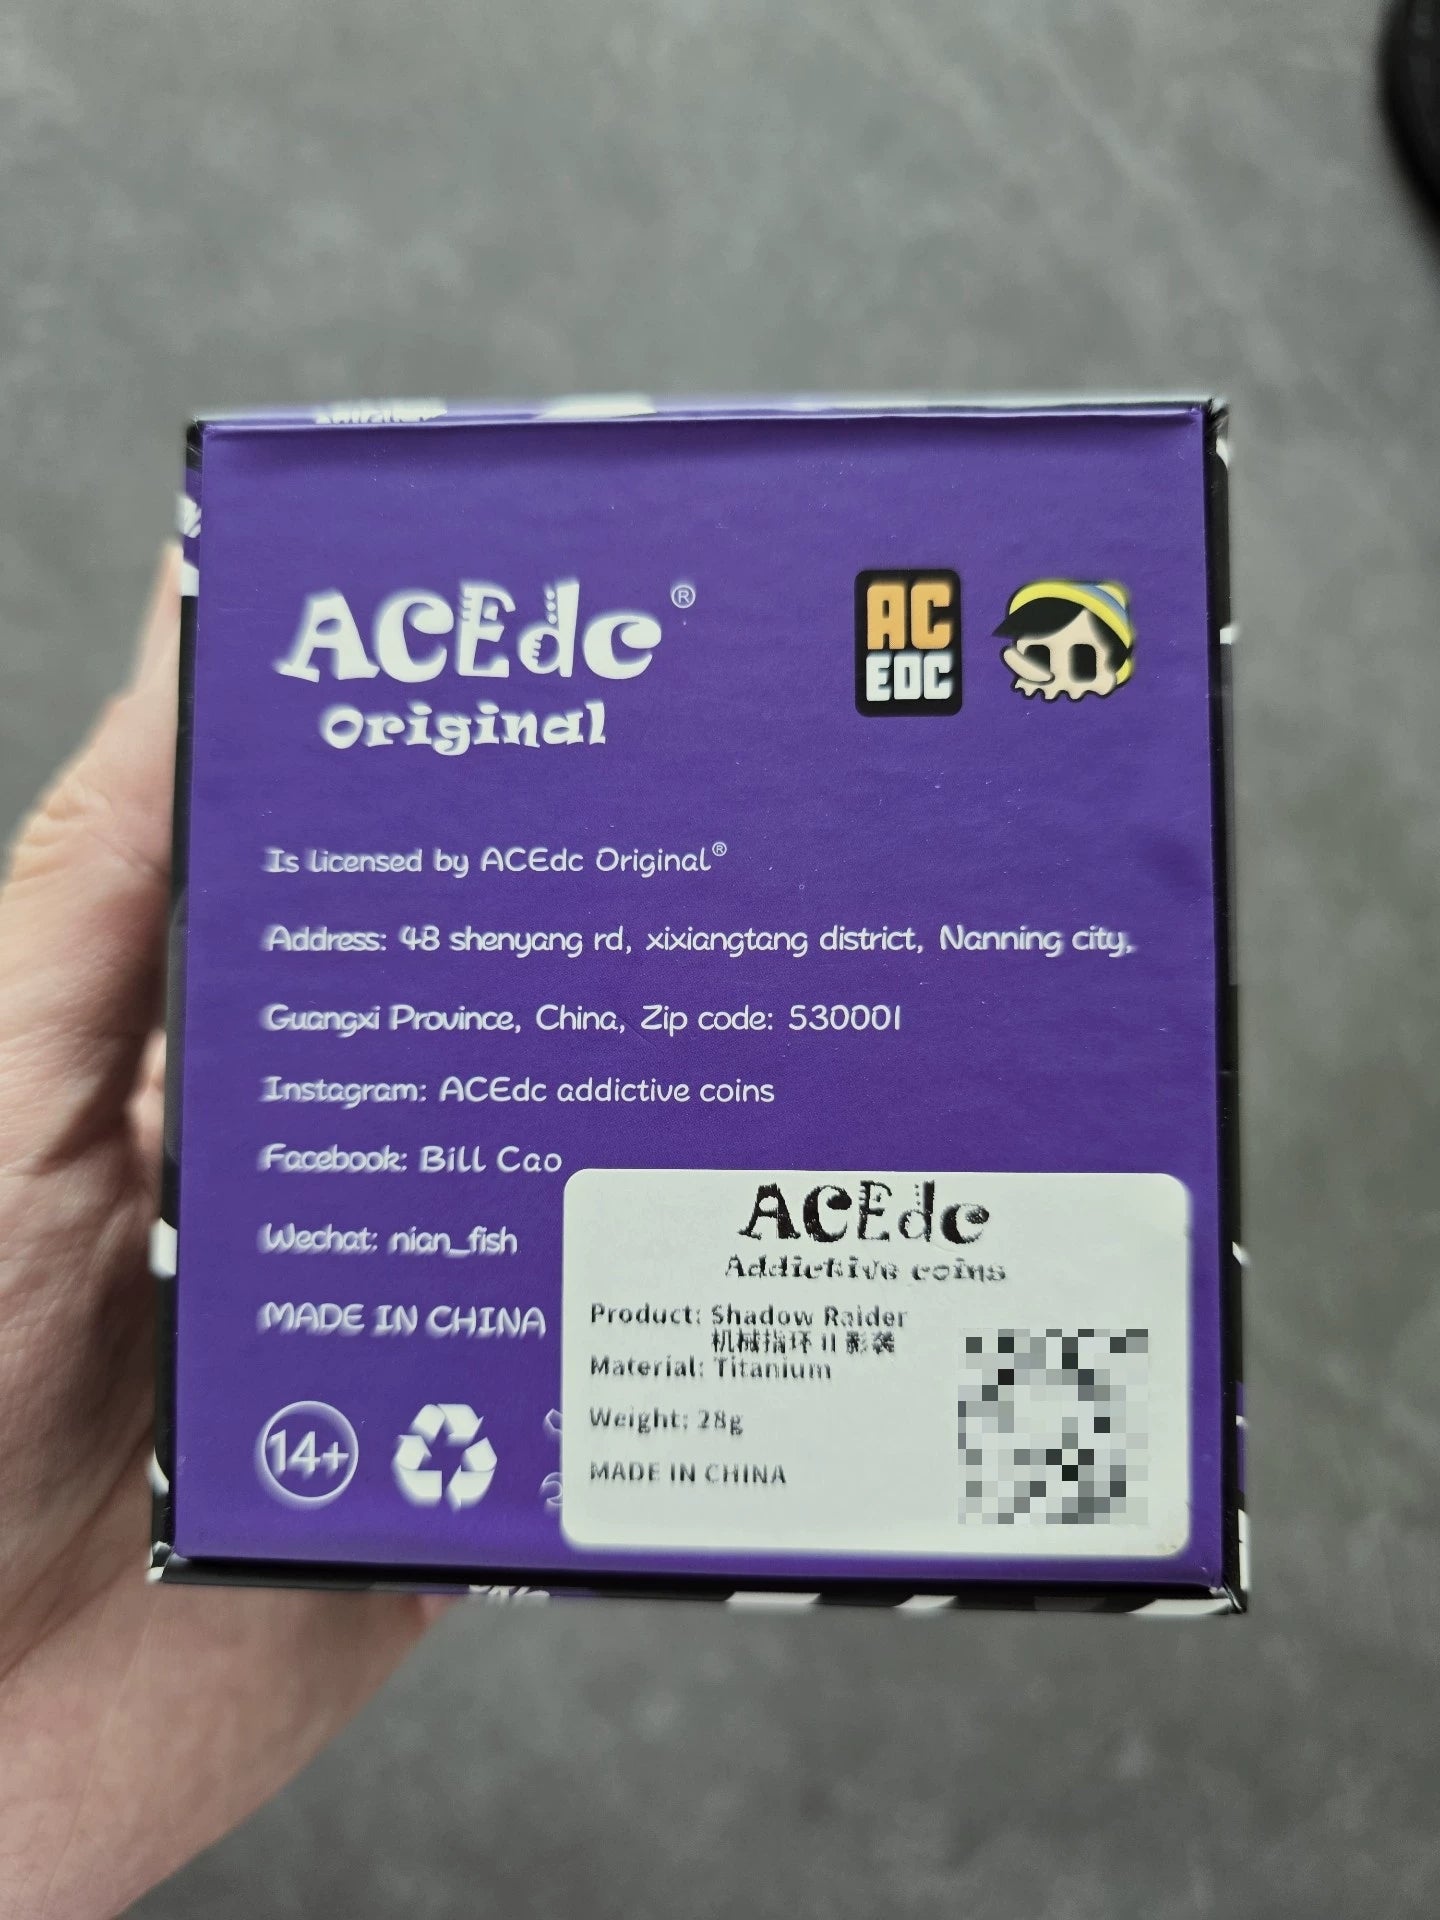 ACEdc®
Original
AC
EDC
Is licensed by ACEdc Original®
Address: 48 shenyang rd, xixiangtang district, Nanning city,
Guangxi Province, China, Zip code: 530001
Instagram: ACEdc addictive coins
Facebook: Bill Cao
Wechat: nian_fish
MADE IN CHINA
14+
ACEdc
Addictive coins
Product: Shadow Raider
机械指环 II 影袭
Material: Titanium
Weight: 28g
MADE IN CHINA